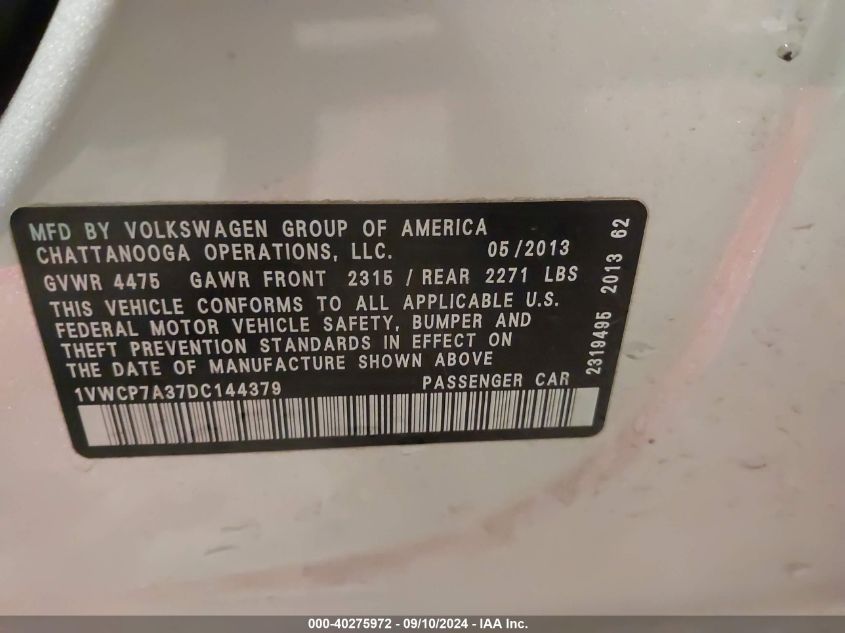 MFD BY VOLKSWAGEN GROUP OF AMERICA
CHATTANOOGA OPERATIONS, LLC. 05/2013
GVWR 4475 GAWR FRONT 2315 / REAR 2271 LBS
THIS VEHICLE CONFORMS TO ALL APPLICABLE U.S.
FEDERAL MOTOR VEHICLE SAFETY, BUMPER AND
THEFT PREVENTION STANDARDS IN EFFECT ON
THE DATE OF MANUFACTURE SHOWN ABOVE
1VWCP7A37DC144379 PASSENGER CAR
2319495 2013 62
000-40275972 - 09/10/2024 - IAA Inc.